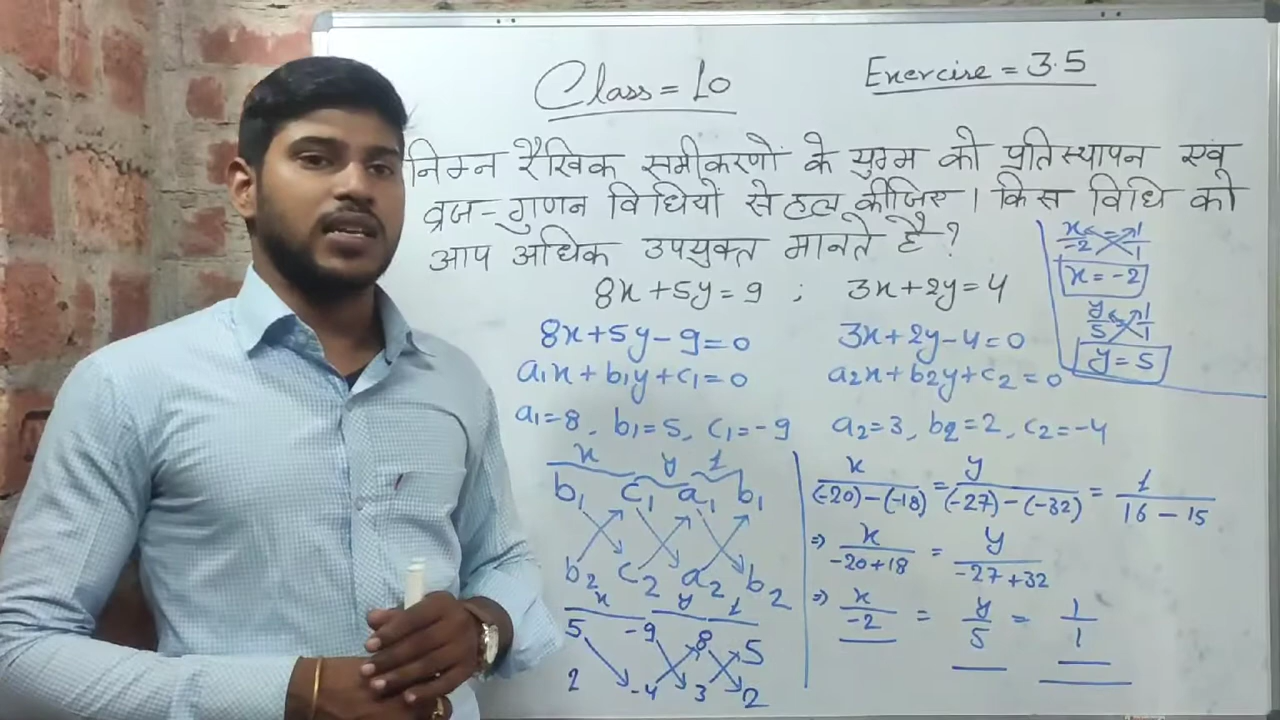 Class = 10
Exercise = 3.5
निम्न रैखिक समीकरणों के युग्म को प्रतिस्थापन एवं
व्रज-गुणन विधियों से हल कीजिए । किस विधि को
आप अधिक उपयुक्त मानते है ?
8x+5y=9 ; 3x+2y=4
8x+5y-9=0 3x+2y-4=0
a1x+b1y+c1=0 a2x+b2y+c2=0
a1=8, b1=5, c1=-9 a2=3, b2=2, c2=-4
x y 1
b1 c1 a1 b1
b2 c2 a2 b2
x y 1
5 -9 8 5
2 -4 3 2
x/(-20)-(-18) = y/(-27)-(-32) = 1/16-15
⇒ x/-20+18 = y/-27+32
⇒ x/-2 = y/5 = 1/1
x/-2 = 1/1
x=-2
y/5 = 1/1
y=5